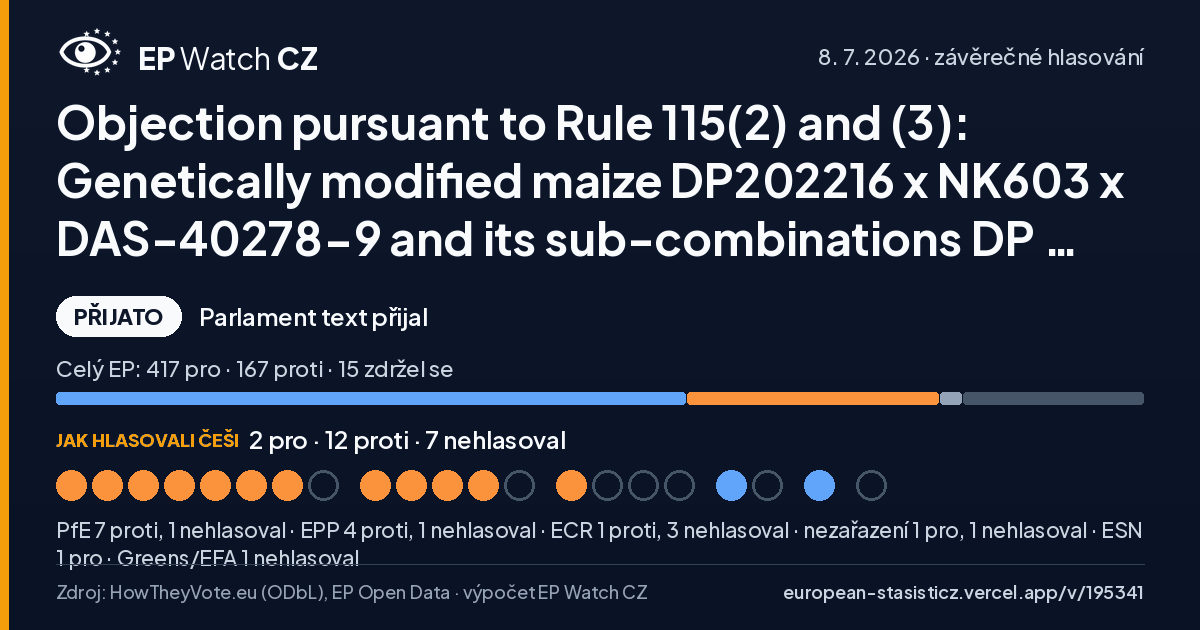 EP Watch CZ
8. 7. 2026 · závěrečné hlasování
Objection pursuant to Rule 115(2) and (3):
Genetically modified maize DP202216 x NK603 x
DAS-40278-9 and its sub-combinations DP …
PŘIJATO Parlament text přijal
Celý EP: 417 pro · 167 proti · 15 zdržel se
JAK HLASOVALI ČEŠI 2 pro · 12 proti · 7 nehlasoval
PfE 7 proti, 1 nehlasoval · EPP 4 proti, 1 nehlasoval · ECR 1 proti, 3 nehlasoval · nezařazení 1 pro, 1 nehlasoval · ESN
1 pro · Greens/EFA 1 nehlasoval
Zdroj: HowTheyVote.eu (ODbL), EP Open Data · výpočet EP Watch CZ
european-stasisticz.vercel.app/v/195341